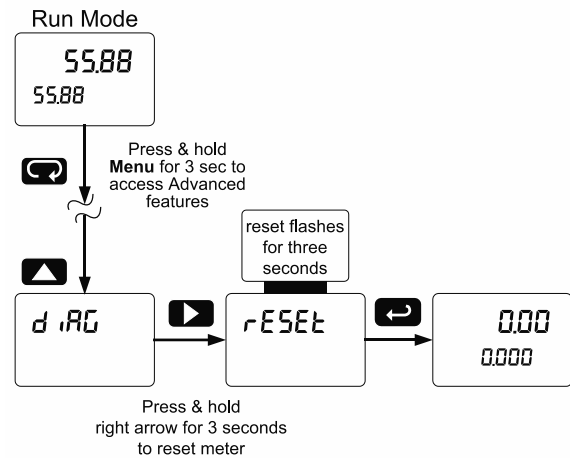 Run Mode
55.88
55.88
Press & hold
Menu for 3 sec to
access Advanced
features
reset flashes
for three
seconds
d iAG
rESEt
0.00
0.000
Press & hold
right arrow for 3 seconds
to reset meter